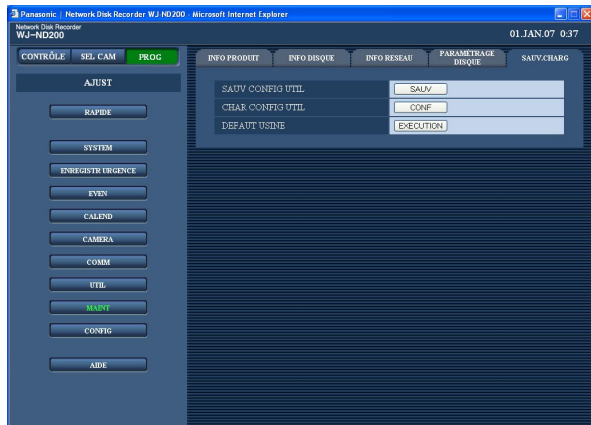 Panasonic | Network Disk Recorder WJ-ND200 - Microsoft Internet Explorer
Network Disk Recorder
WJ-ND200
01.JAN.07 0:37
CONTRÔLE SEL CAM PROG
INFO PRODUIT INFO DISQUE INFO RESEAU PARAMÉTRAGE DISQUE SAUV.CHARG
AJUST
SAUV CONFIG UTIL SAUV
CHAR CONFIG UTIL CONF
DEFAUT USINE EXECUTION
RAPIDE
SYSTEM
ENREGISTR URGENCE
EVEN
CALEND
CAMERA
COMM
UTIL
MAINT
CONFIG
AIDE